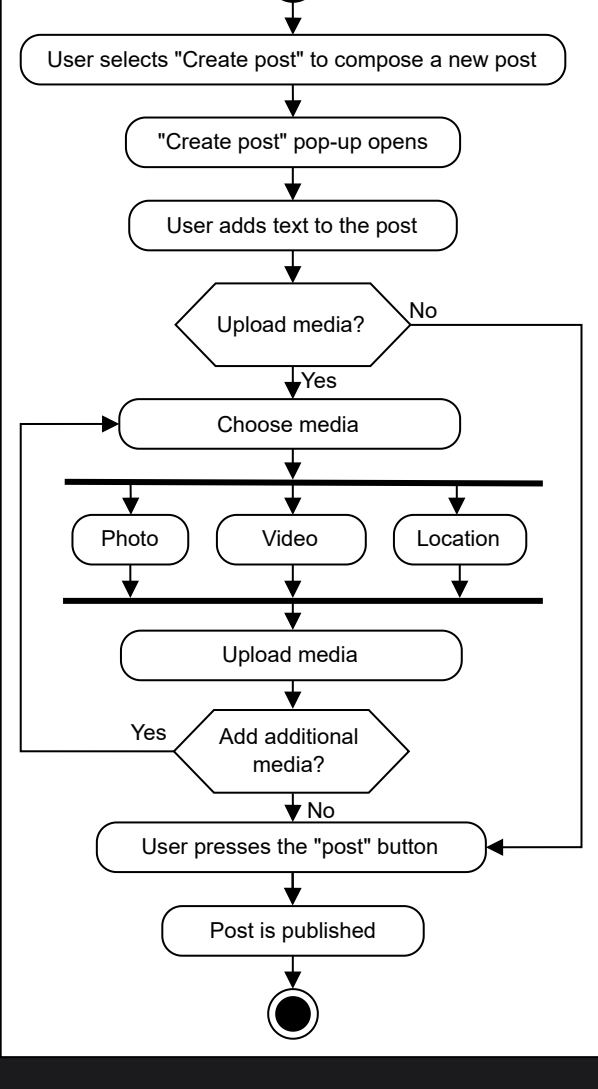 User selects "Create post" to compose a new post
"Create post" pop-up opens
User adds text to the post
Upload media?
No
Yes
Choose media
Photo
Video
Location
Upload media
Yes
Add additional
media?
No
User presses the "post" button
Post is published